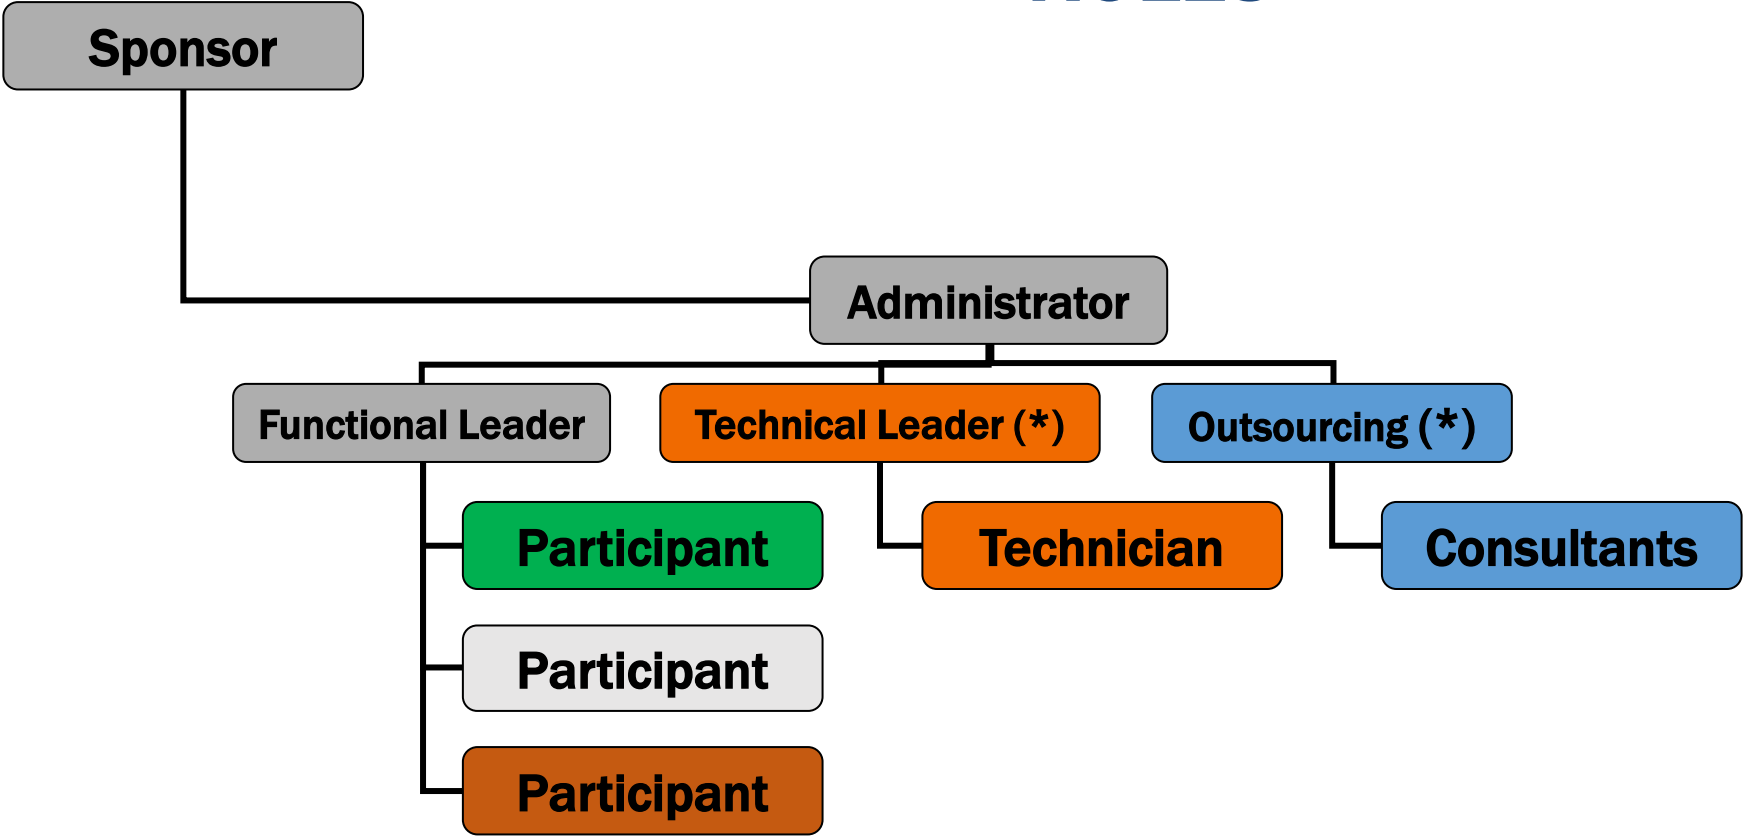 Sponsor
Administrator
Functional Leader
Technical Leader (*)
Outsourcing (*)
Participant
Technician
Consultants
Participant
Participant